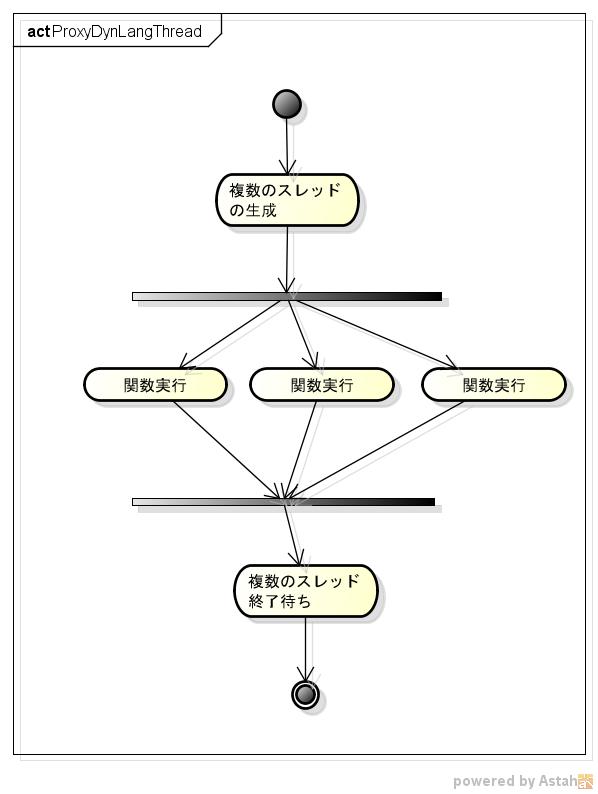 act ProxyDynLangThread
複数のスレッド
の生成
関数実行
関数実行
関数実行
複数のスレッド
終了待ち
powered by Astah